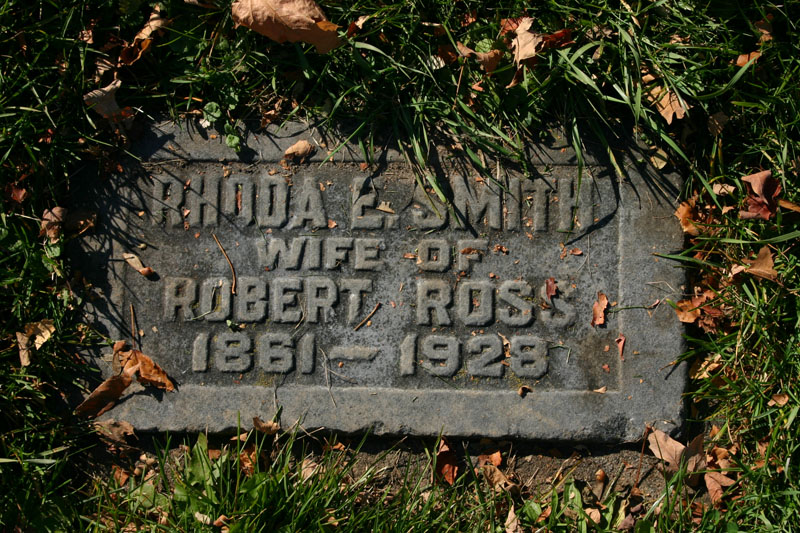 RHODA E. SMITH
WIFE OF
ROBERT ROSS
1861 – 1928